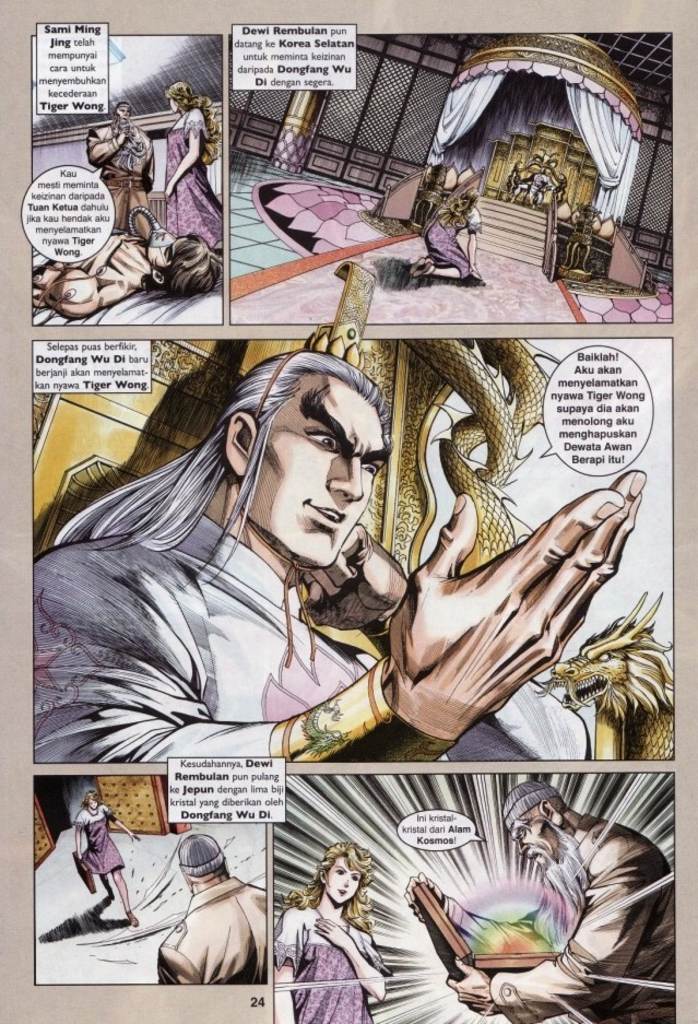 Sami Ming
Jing telah
mempunyai
cara untuk
menyembuhkan
kecederaan
Tiger Wong.
Kau
mesti meminta
keizinan daripada
Tuan Ketua dahulu
jika kau hendak aku
menyelamatkan
nyawa Tiger
Wong.
Dewi Rembulan pun
datang ke Korea Selatan
untuk meminta keizinan
daripada Dongfang Wu
Di dengan segera.
Selepas puas berfikir,
Dongfang Wu Di baru
berjanji akan menyelamat-
kan nyawa Tiger Wong.
Baiklah!
Aku akan
menyelamatkan
nyawa Tiger Wong
supaya dia akan
menolong aku
menghapuskan
Dewata Awan
Berapi itu!
Kesudahannya, Dewi
Rembulan pun pulang
ke Jepun dengan lima biji
kristal yang diberikan oleh
Dongfang Wu Di.
Ini kristal-
kristal dari Alam
Kosmos!
24